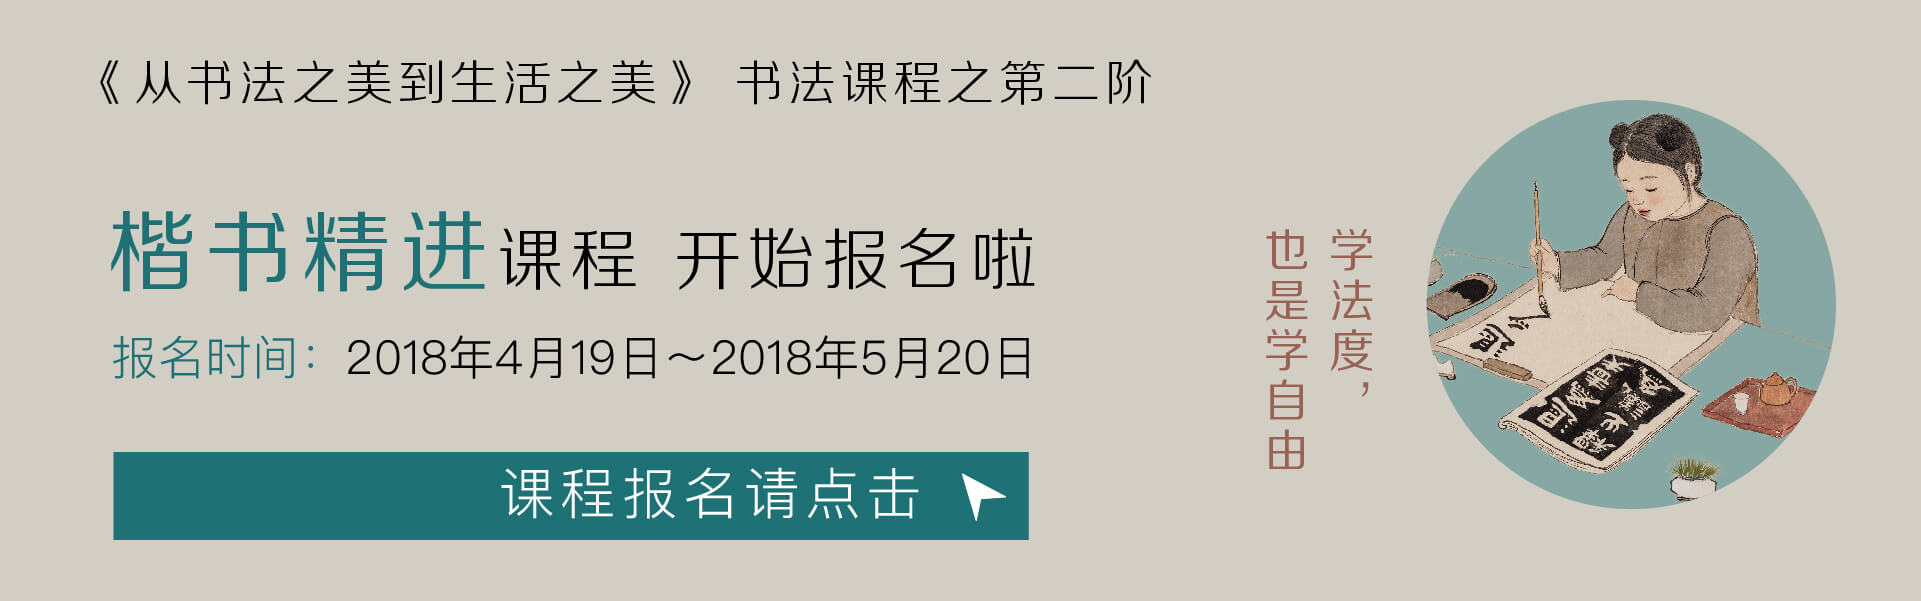 《从书法之美到生活之美》 书法课程之第二阶
楷书精进课程 开始报名啦
报名时间：2018年4月19日～2018年5月20日
课程报名请点击
学法度，
也是学自由